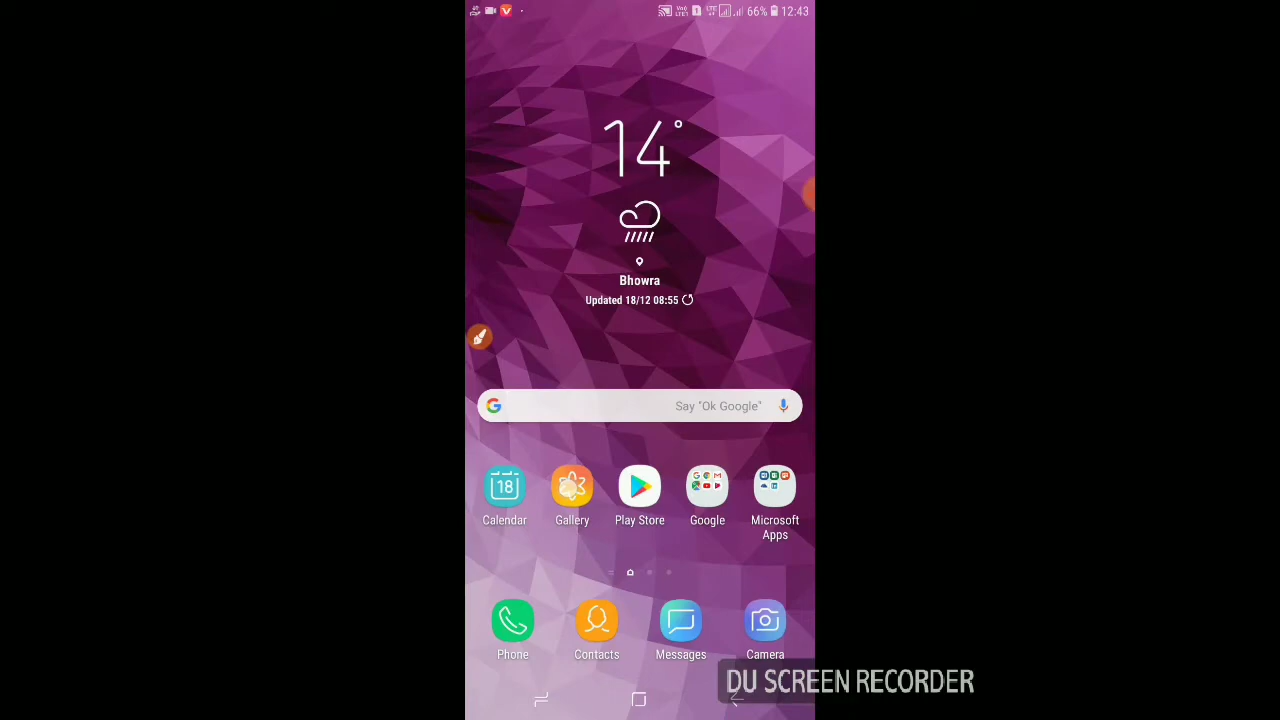 66% 12:43
14°
Bhowra
Updated 18/12 08:55
Say "Ok Google"
18
Calendar
Gallery
Play Store
Google
Microsoft
Apps
Phone
Contacts
Messages
Camera
DU SCREEN RECORDER